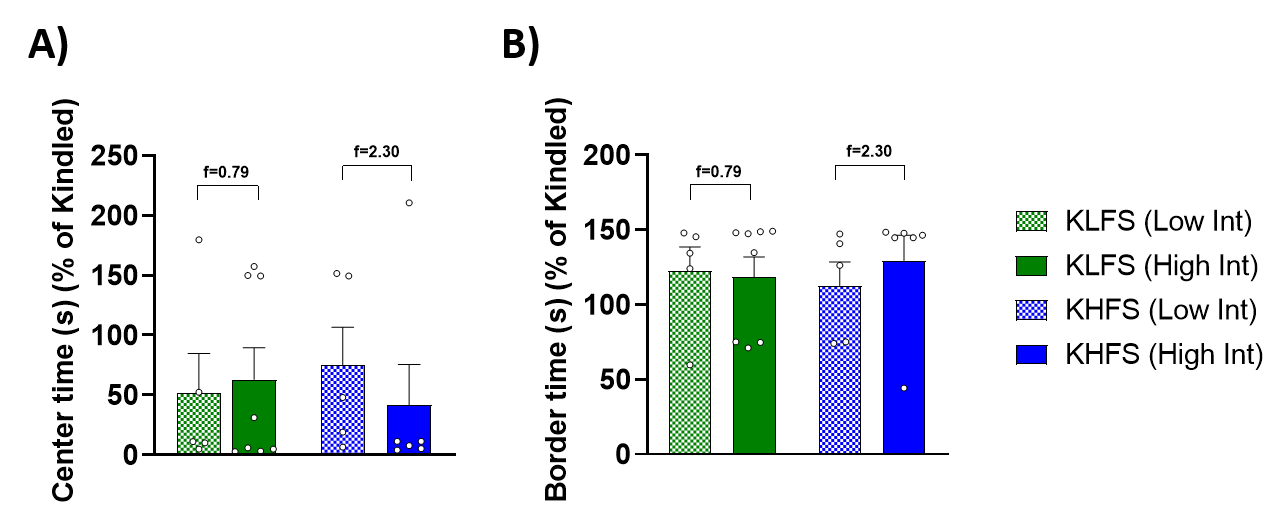 A)
Center time (s) (% of Kindled)
250
200
150
100
50
0
f=0.79
f=2.30
B)
Border time (s) (% of Kindled)
200
150
100
50
0
f=0.79
f=2.30
KLFS (Low Int)
KLFS (High Int)
KHFS (Low Int)
KHFS (High Int)